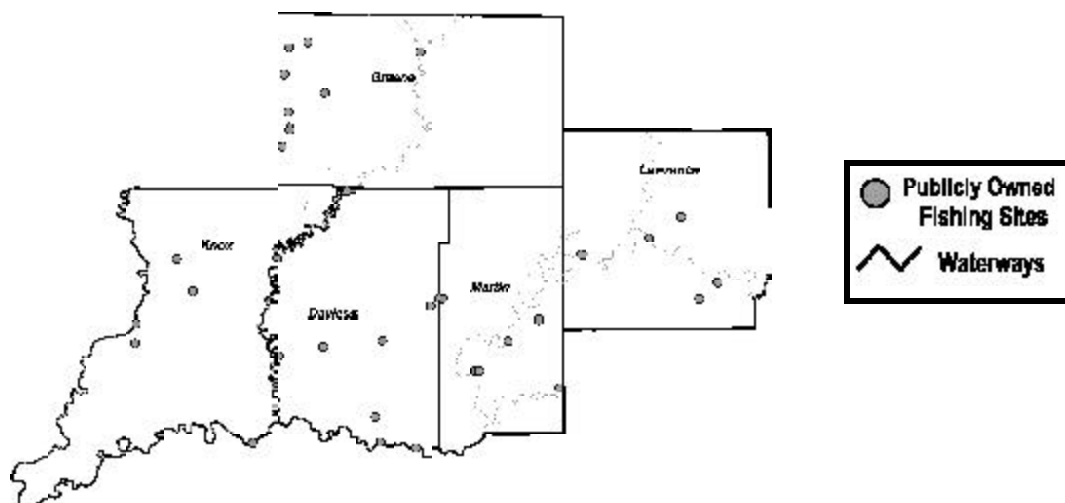 Greene
Lawrence
Knox
Martin
Daviess
Publicly Owned
Fishing Sites
Waterways